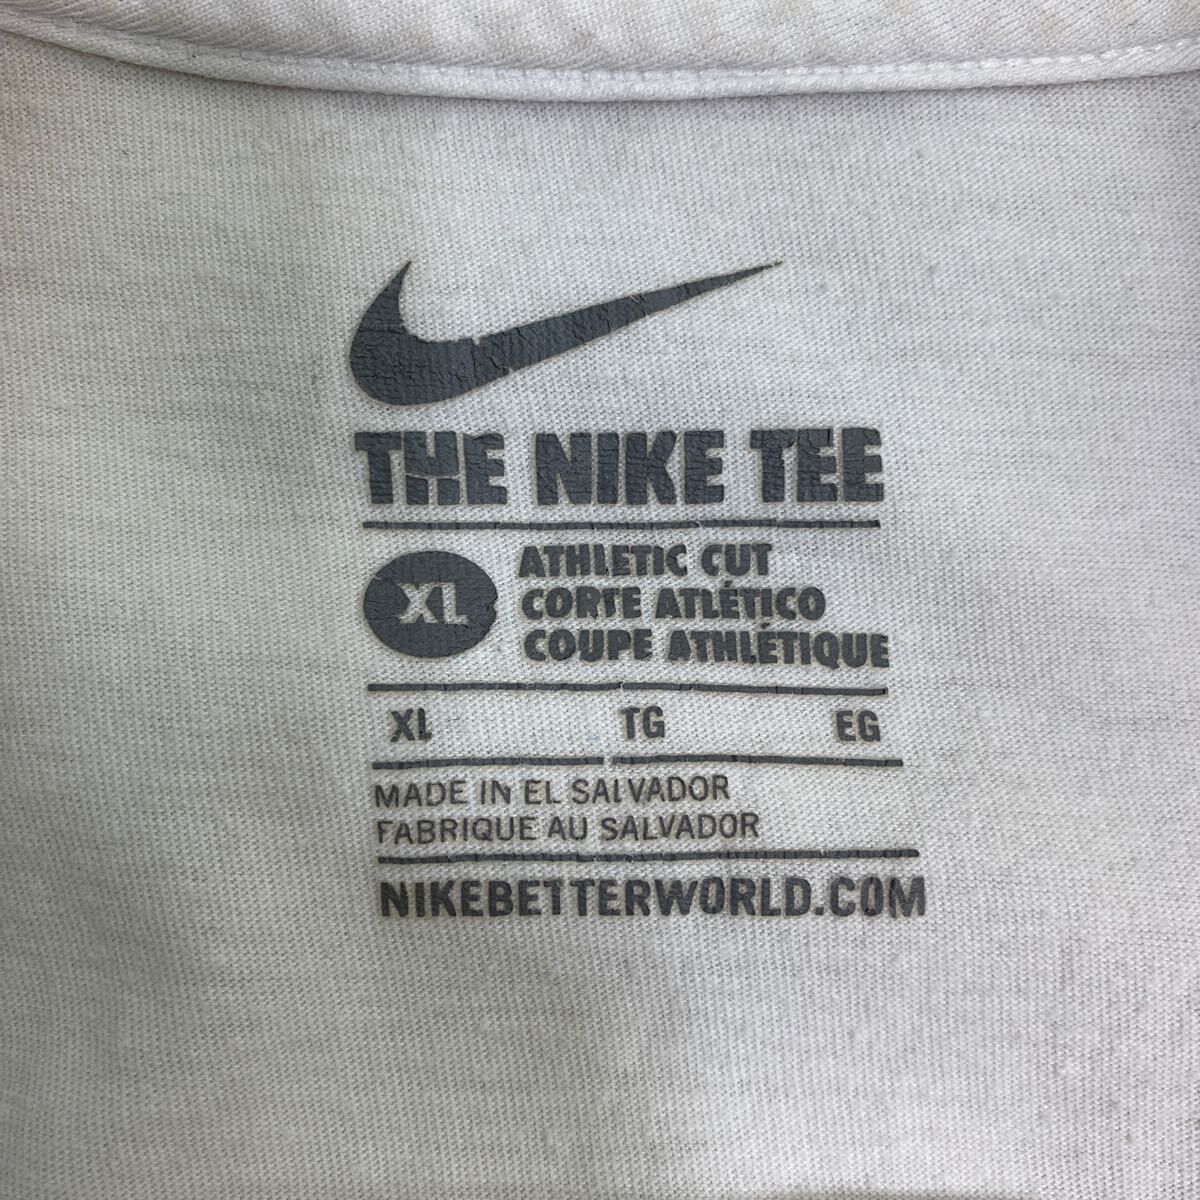 THE NIKE TEE
XL
ATHLETIC CUT
CORTE ATLÉTICO
COUPE ATHLÉTIQUE
XL TG EG
MADE IN EL SALVADOR
FABRIQUE AU SALVADOR
NIKEBETTERWORLD.COM